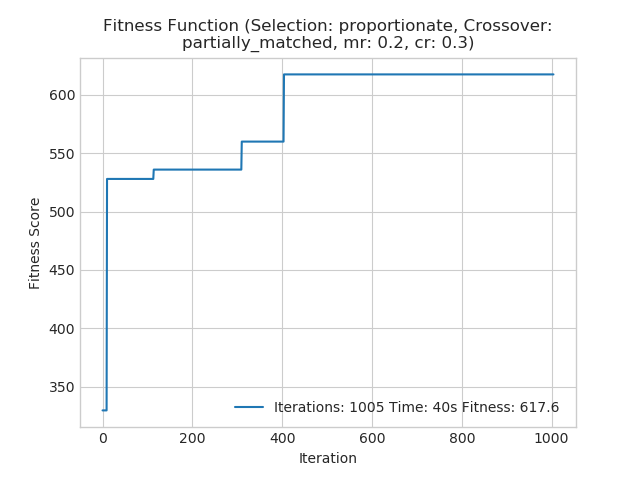 Fitness Function (Selection: proportionate, Crossover:
partially_matched, mr: 0.2, cr: 0.3)
Fitness Score
600
550
500
450
400
350
Iterations: 1005 Time: 40s Fitness: 617.6
0 200 400 600 800 1000
Iteration